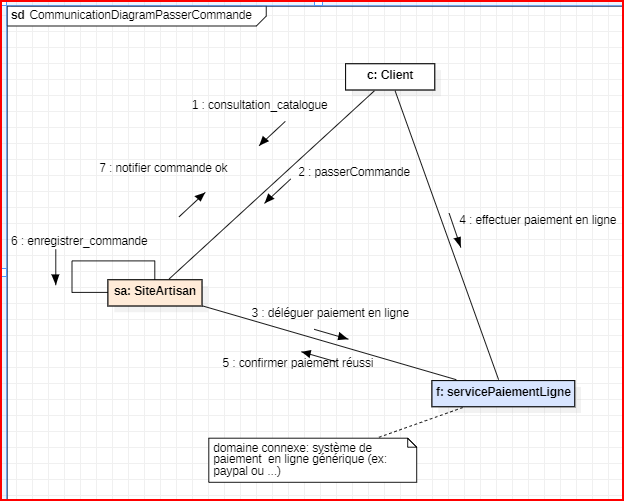 sd CommunicationDiagramPasserCommande
c: Client
1 : consultation_catalogue
7 : notifier commande ok
2 : passerCommande
4 : effectuer paiement en ligne
6 : enregistrer_commande
sa: SiteArtisan
3 : déléguer paiement en ligne
5 : confirmer paiement réussi
f: servicePaiementLigne
domaine connexe: système de
paiement en ligne générique (ex:
paypal ou ...)